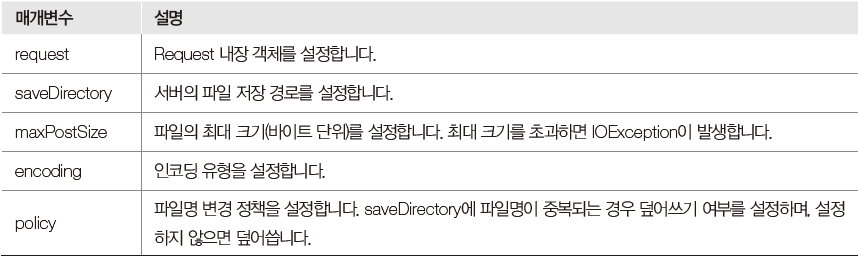 매개변수 설명
request Request 내장 객체를 설정합니다.
saveDirectory 서버의 파일 저장 경로를 설정합니다.
maxPostSize 파일의 최대 크기(바이트 단위)를 설정합니다. 최대 크기를 초과하면 IOException이 발생합니다.
encoding 인코딩 유형을 설정합니다.
policy 파일명 변경 정책을 설정합니다. saveDirectory에 파일명이 중복되는 경우 덮어쓰기 여부를 설정하며, 설정
하지 않으면 덮어씁니다.